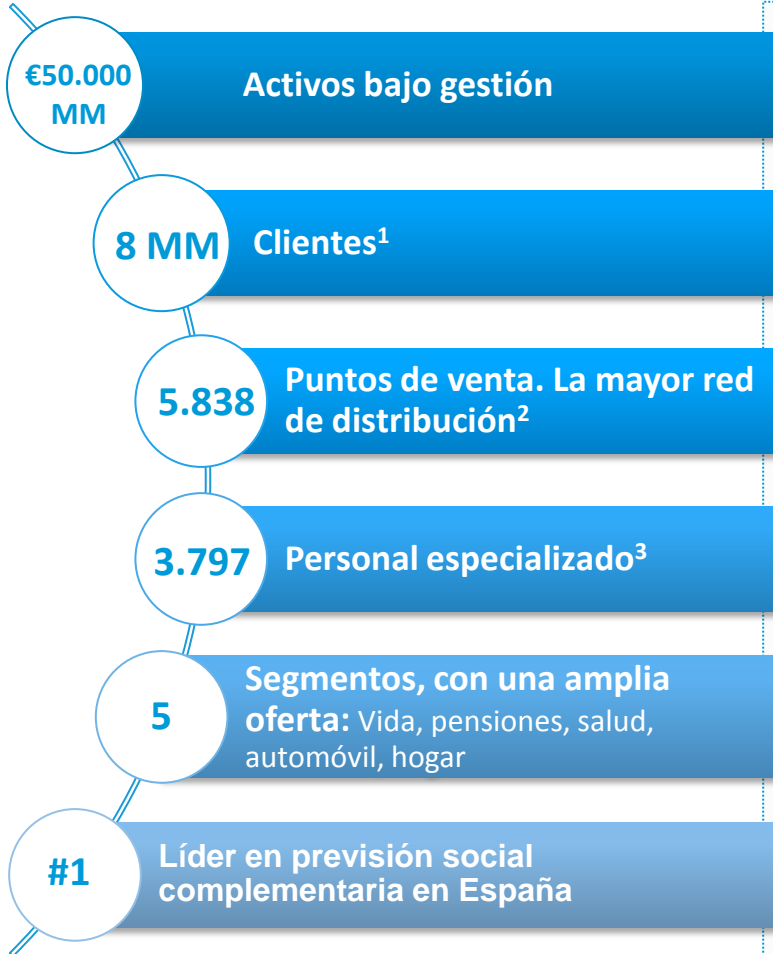 €50.000
MM
Activos bajo gestión
8 MM
Clientes¹
5.838
Puntos de venta. La mayor red
de distribución²
3.797
Personal especializado³
5
Segmentos, con una amplia
oferta: Vida, pensiones, salud,
automóvil, hogar
#1
Líder en previsión social
complementaria en España